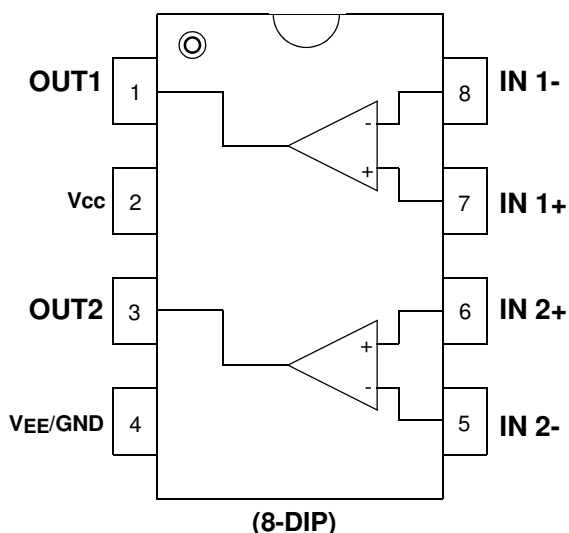 OUT1 1 - 8 IN 1-
Vcc 2 + 7 IN 1+
OUT2 3 + 6 IN 2+
VEE/GND 4 - 5 IN 2-
(8-DIP)